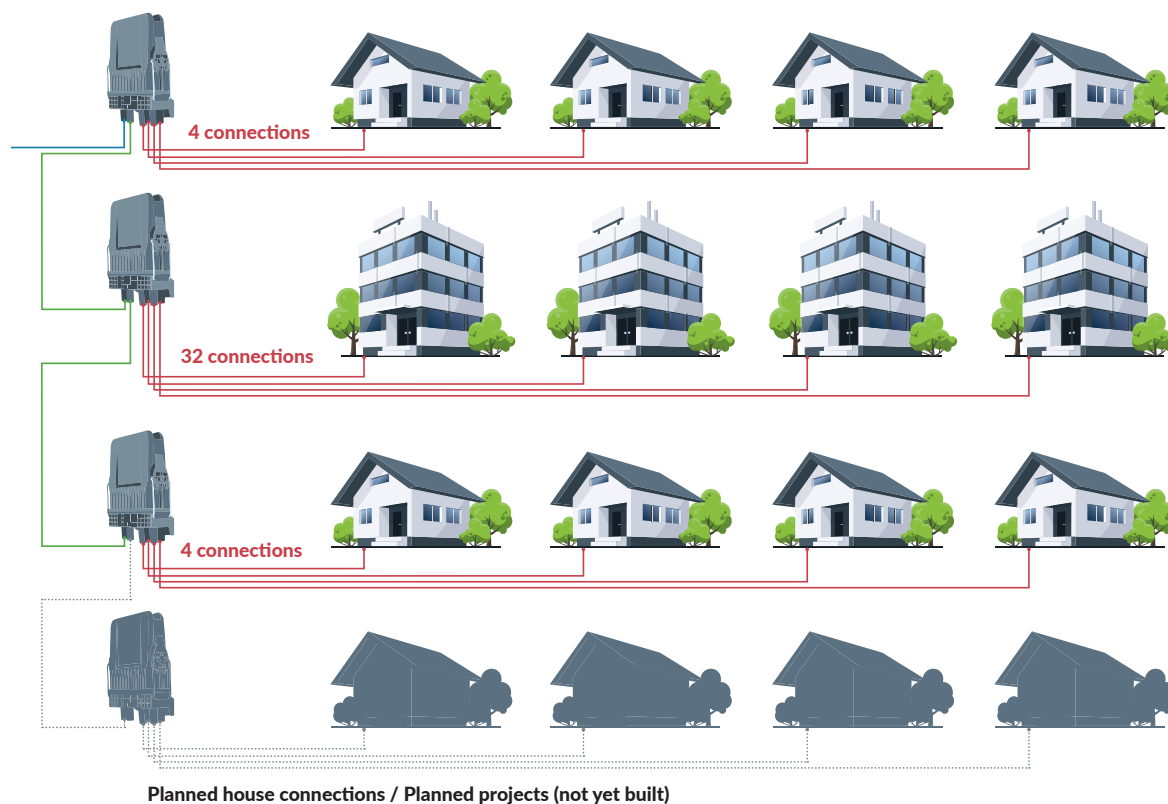 4 connections
32 connections
4 connections
Planned house connections / Planned projects (not yet built)